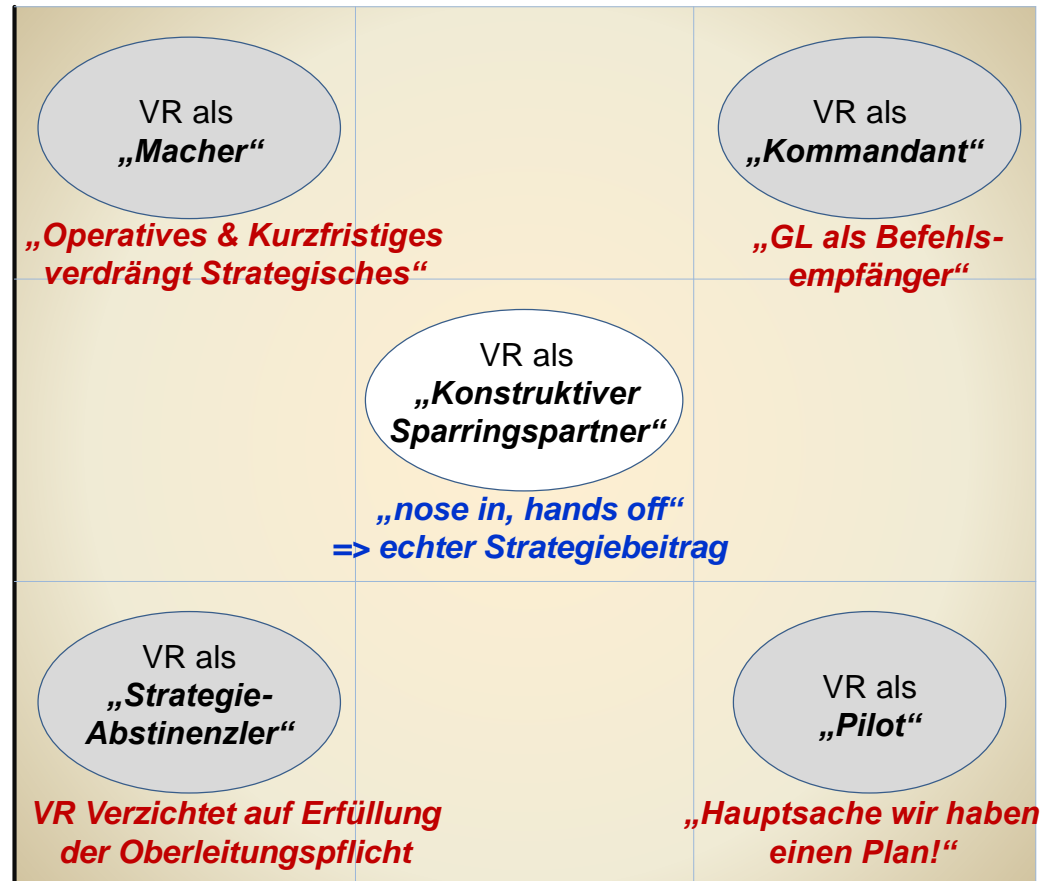 VR als
„Macher“
„Operatives & Kurzfristiges
verdrängt Strategisches“
VR als
„Kommandant“
„GL als Befehls-
empfänger“
VR als
„Konstruktiver
Sparringspartner“
„nose in, hands off“
=> echter Strategiebeitrag
VR als
„Strategie-
Abstinenzler“
VR Verzichtet auf Erfüllung
der Oberleitungspflicht
VR als
„Pilot“
„Hauptsache wir haben
einen Plan!“